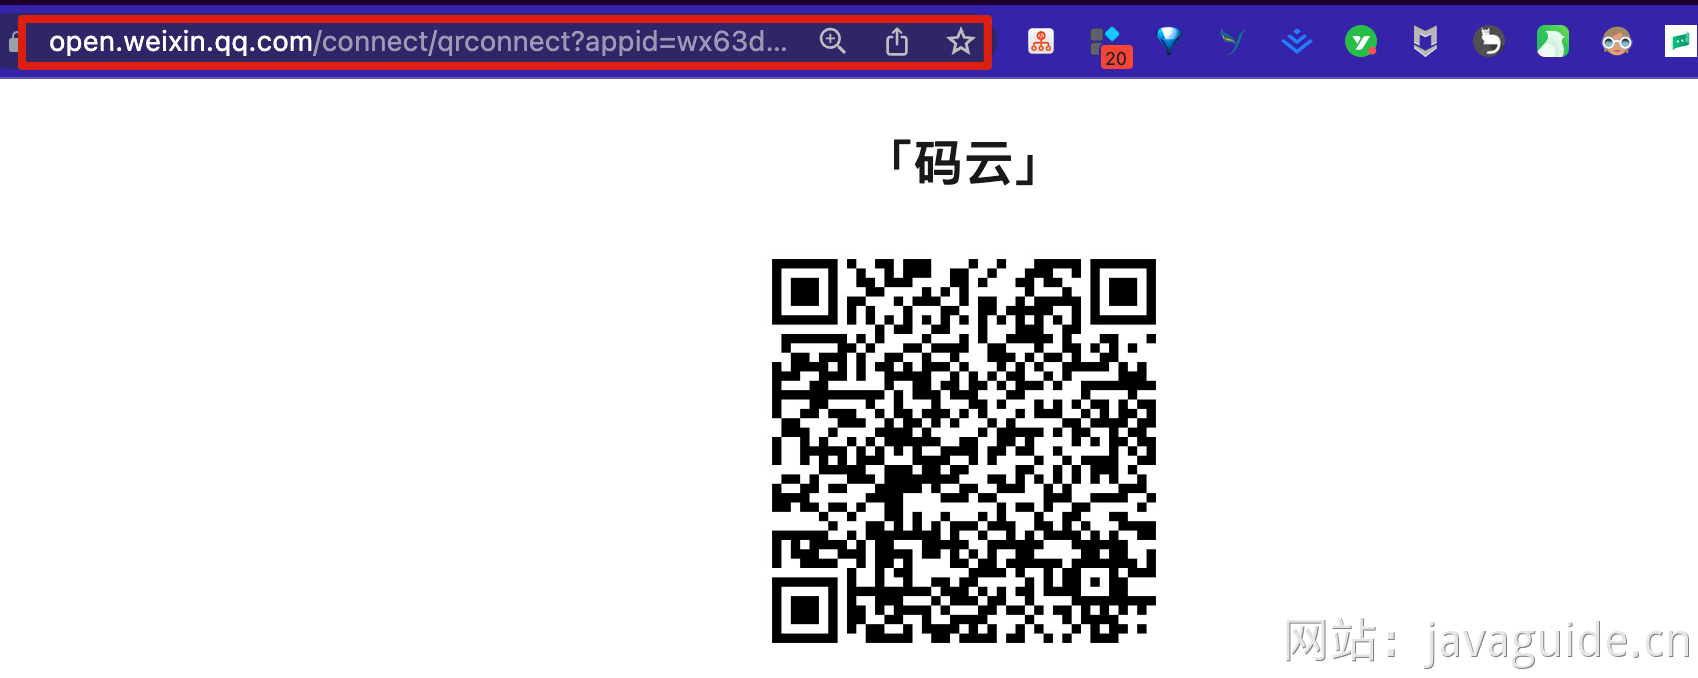 open.weixin.qq.com/connect/qrconnect?appid=wx63d...
20
「码云」
网站：javaguide.cn